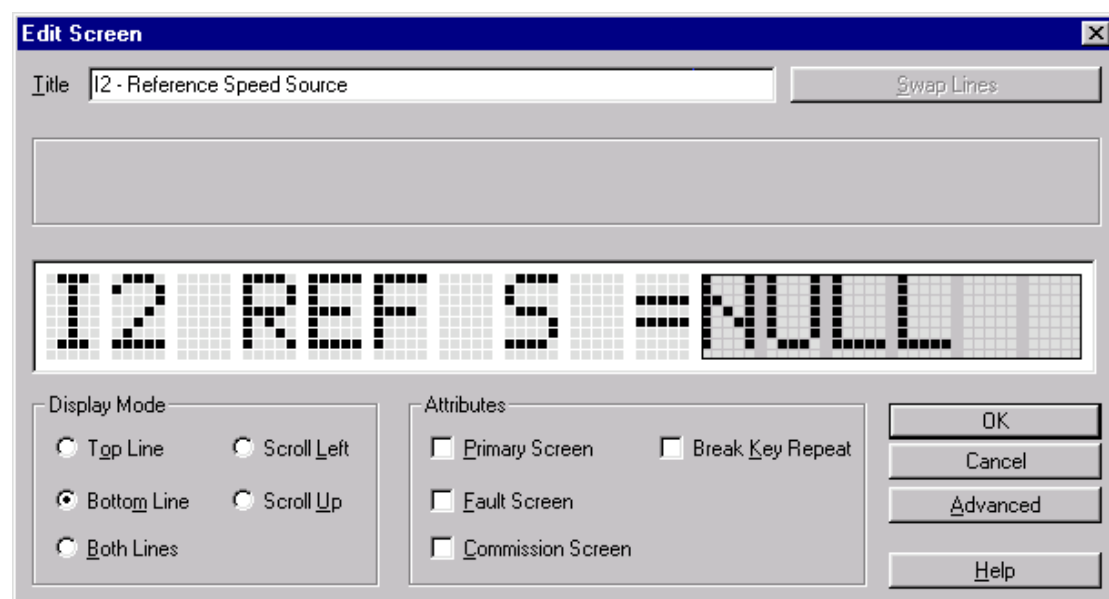 Edit Screen
Title I2 - Reference Speed Source Swap Lines
I2 REF S =NULL
Display Mode Attributes
Top Line Scroll Left Primary Screen Break Key Repeat OK
Cancel
Bottom Line Scroll Up Fault Screen Advanced
Both Lines Commission Screen
Help